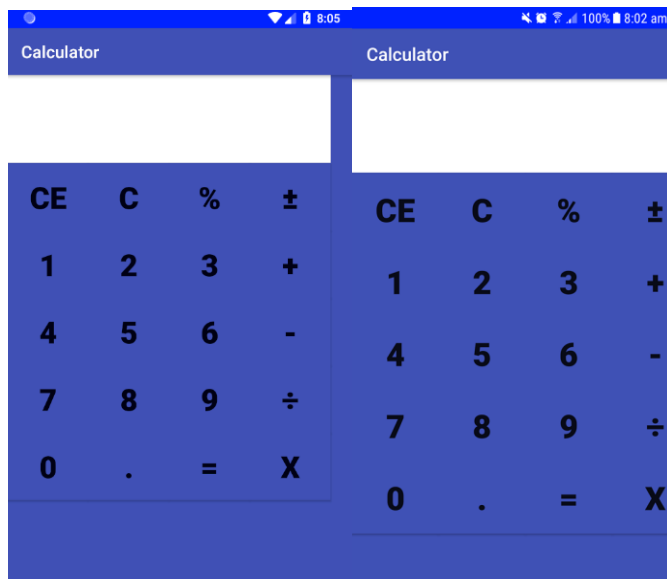 8:05
Calculator
CE C % ±
1 2 3 +
4 5 6 -
7 8 9 ÷
0 . = X
100% 8:02 am
Calculator
CE C % ±
1 2 3 +
4 5 6 -
7 8 9 ÷
0 . = X